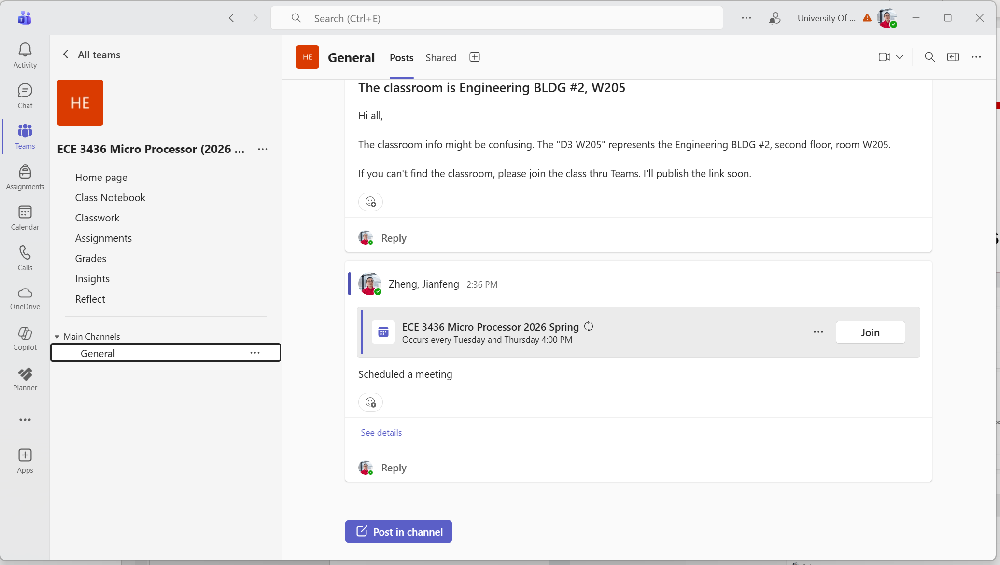 Search (Ctrl+E)
University Of ...
Activity
Chat
Teams
Assignments
Calendar
Calls
OneDrive
Copilot
Planner
Apps
All teams
HE
ECE 3436 Micro Processor (2026 ...
Home page
Class Notebook
Classwork
Assignments
Grades
Insights
Reflect
Main Channels
General
HE
General
Posts
Shared
The classroom is Engineering BLDG #2, W205
Hi all,
The classroom info might be confusing. The "D3 W205" represents the Engineering BLDG #2, second floor, room W205.
If you can't find the classroom, please join the class thru Teams. I'll publish the link soon.
Reply
Zheng, Jianfeng 2:36 PM
ECE 3436 Micro Processor 2026 Spring
Occurs every Tuesday and Thursday 4:00 PM
Join
Scheduled a meeting
See details
Reply
Post in channel